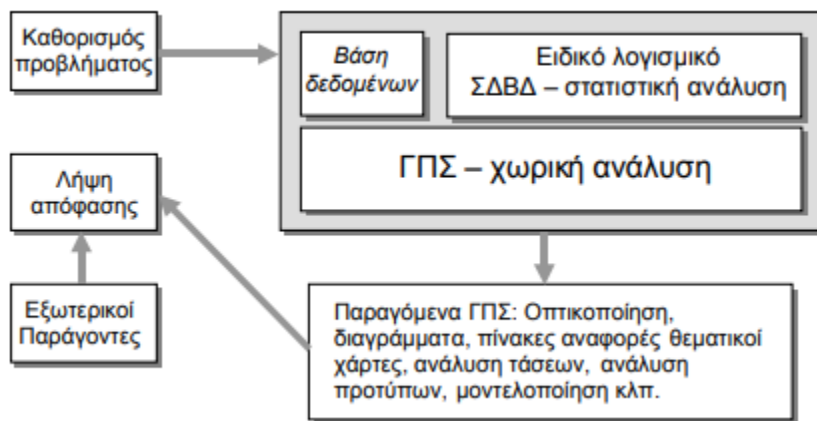 Καθορισμός
προβλήματος
Βάση
δεδομένων
Ειδικό λογισμικό
ΣΔΒΔ – στατιστική ανάλυση
ΓΠΣ – χωρική ανάλυση
Λήψη
απόφασης
Εξωτερικοί
Παράγοντες
Παραγόμενα ΓΠΣ: Οπτικοποίηση,
διαγράμματα, πίνακες αναφορές θεματικοί
χάρτες, ανάλυση τάσεων, ανάλυση
προτύπων, μοντελοποίηση κλπ.